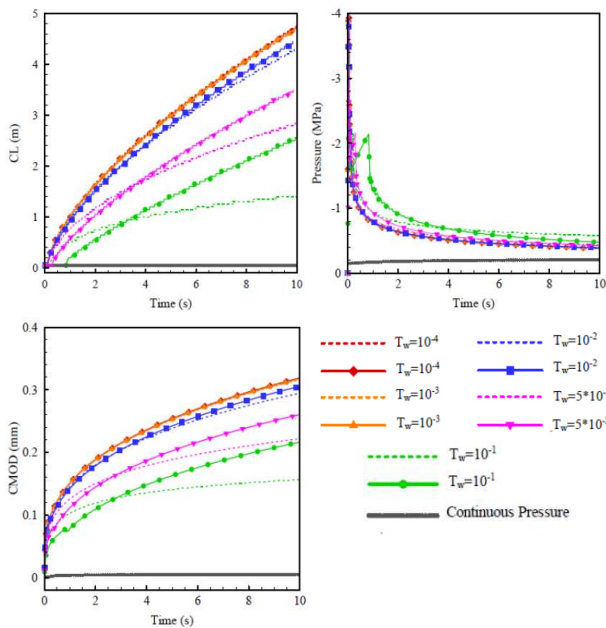 5
4
3
2
1
0
CL (m)
0 2 4 6 8 10
Time (s)
-4
-3
-2
-1
0
Pressure (MPa)
0 2 4 6 8 10
Time (s)
0.4
0.3
0.2
0.1
0
CMOD (mm)
0 2 4 6 8 10
Time (s)
Tw=10-4
Tw=10-4
Tw=10-3
Tw=10-3
Tw=10-2
Tw=10-2
Tw=5*10-
Tw=5*10-
Tw=10-1
Tw=10-1
Continuous Pressure